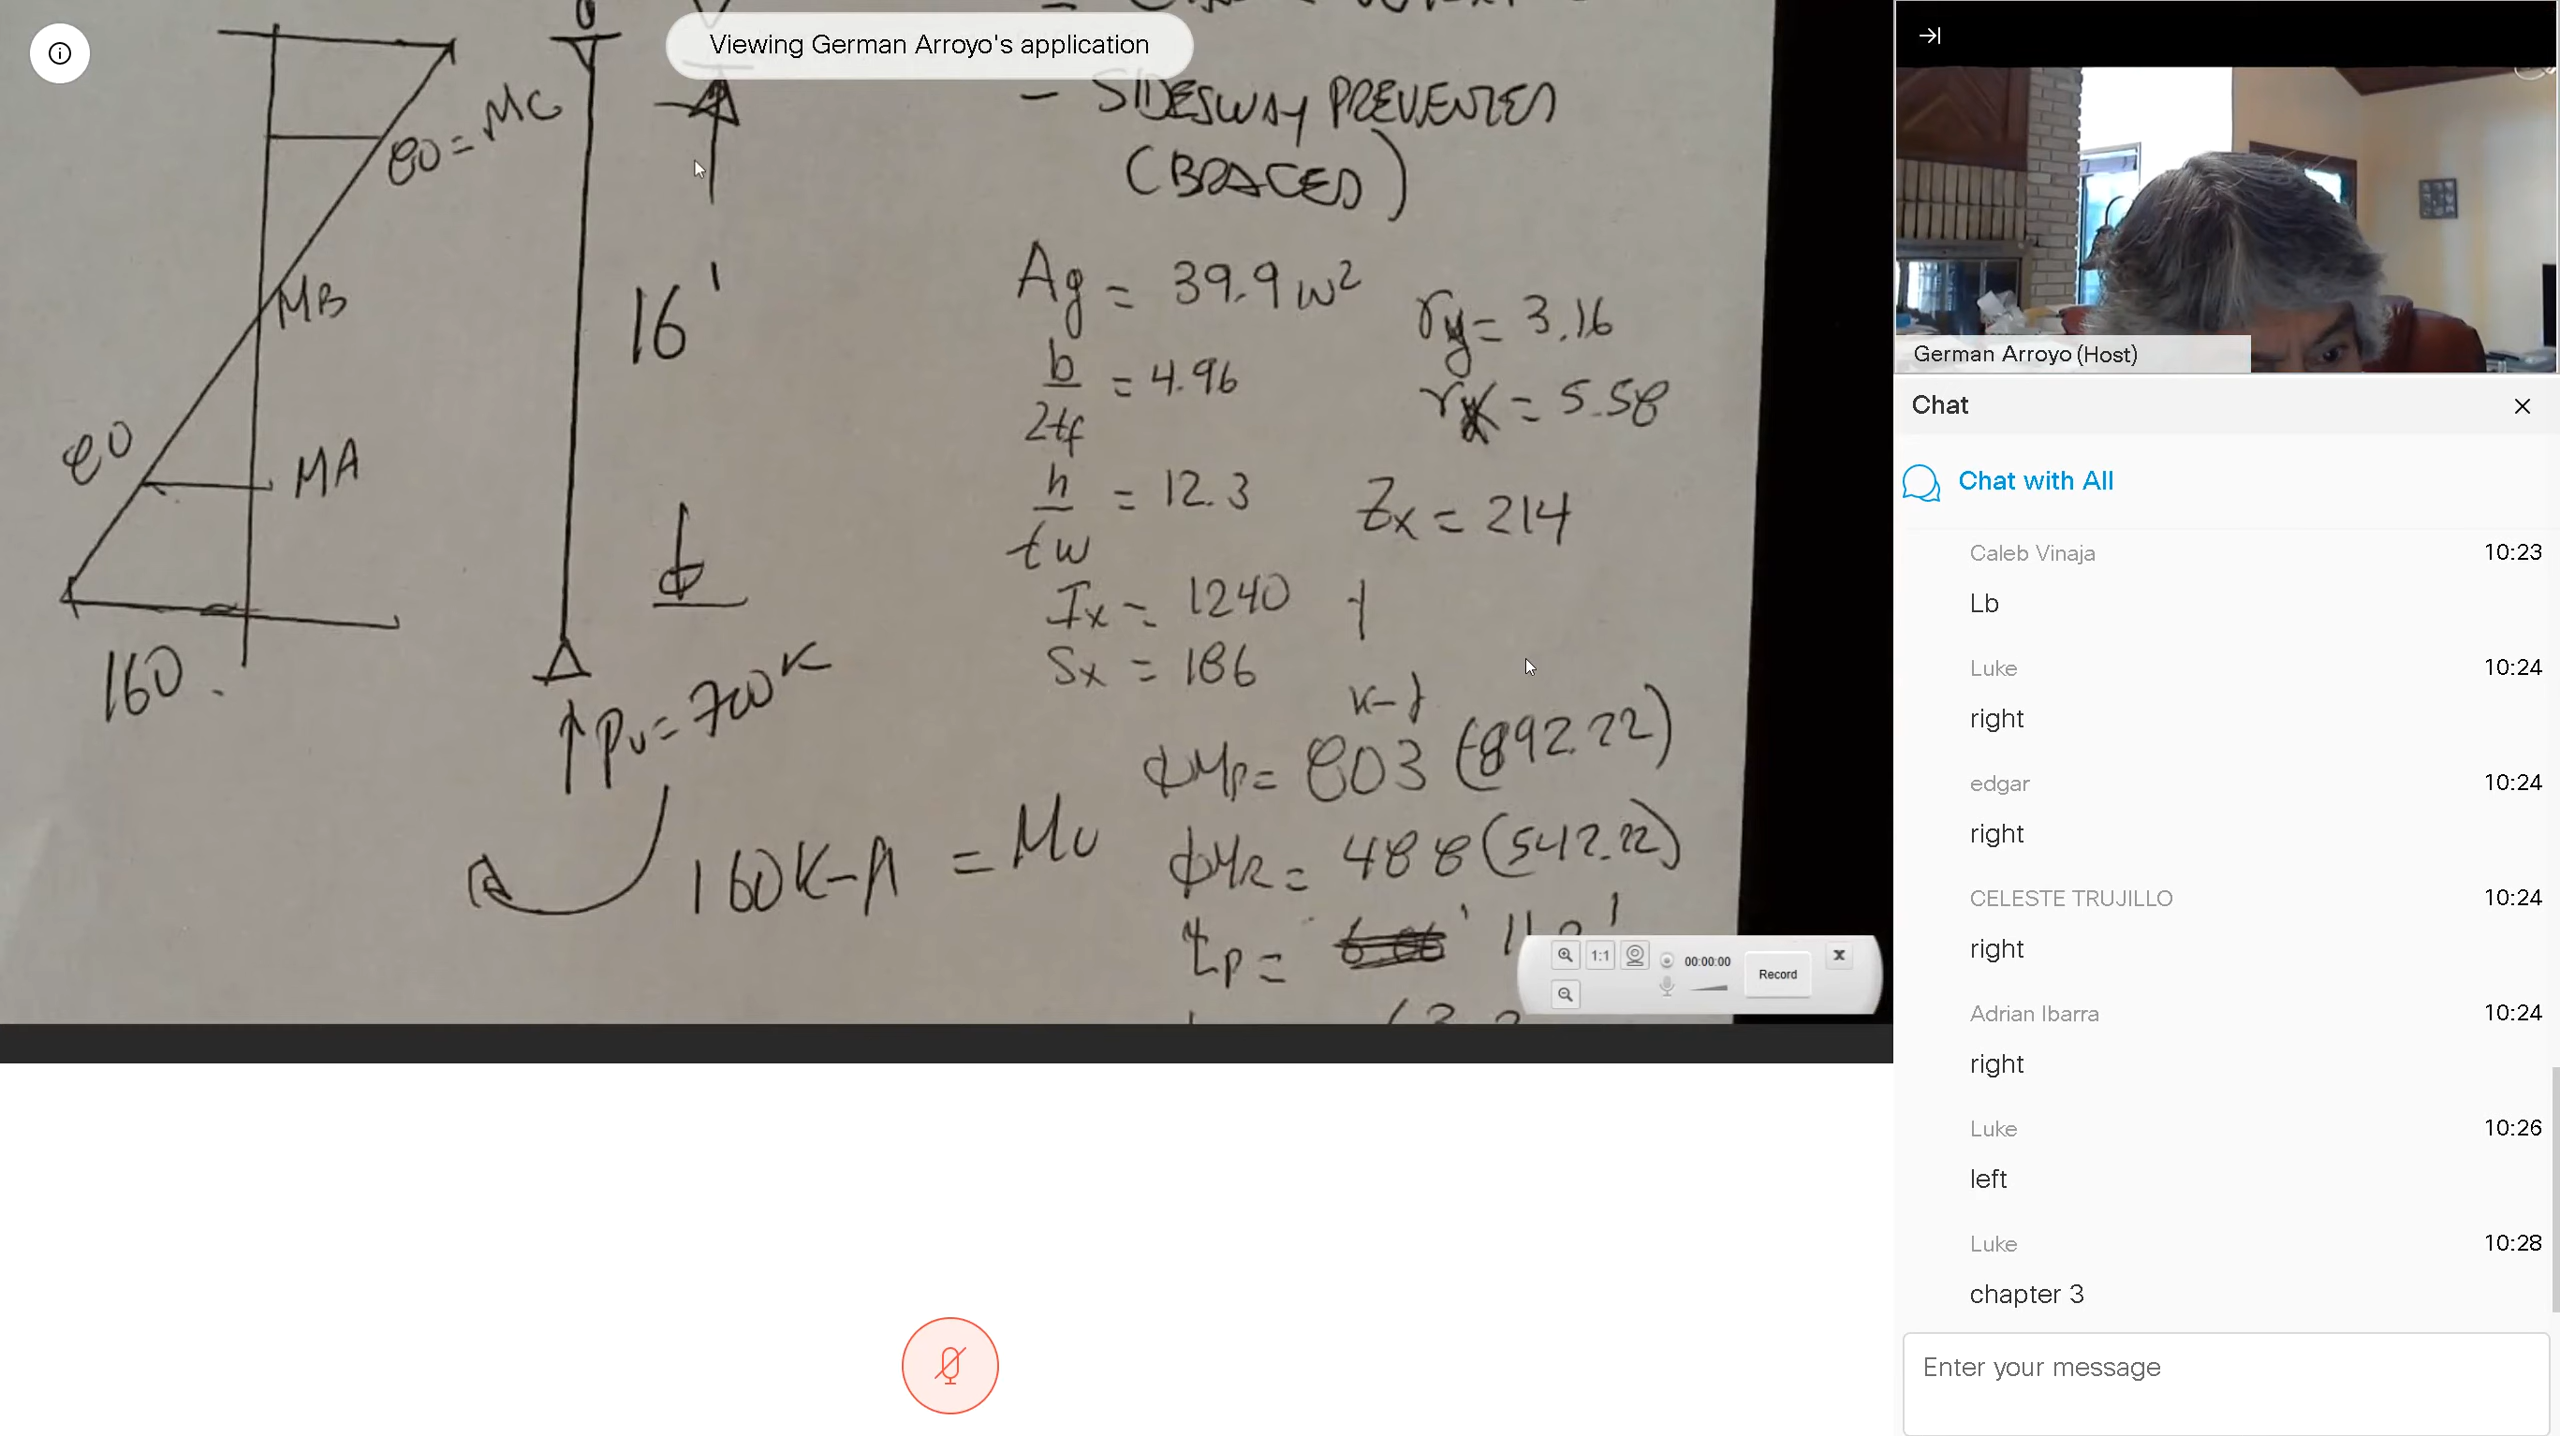 Viewing German Arroyo's application
- SIDESWAY PREVENTED
(BRACED)
80 = MC
MB
80
MA
160
16'
Ag = 39.9 in²
ry = 3.16
b
2tf
= 4.96
rx = 5.58
h
tw
= 12.3
Zx = 214
Ix = 1240
Sx = 186
Pu = 700 K
K-f
ϕMp = 803 (892.22)
160 K-ft = Mu
ϕMR = 488 (542.22)
Lp =
00:00:00
1:1
Record
x
German Arroyo (Host)
Chat
Chat with All
Caleb Vinaja 10:23
Lb
Luke 10:24
right
edgar 10:24
right
CELESTE TRUJILLO 10:24
right
Adrian Ibarra 10:24
right
Luke 10:26
left
Luke 10:28
chapter 3
Enter your message